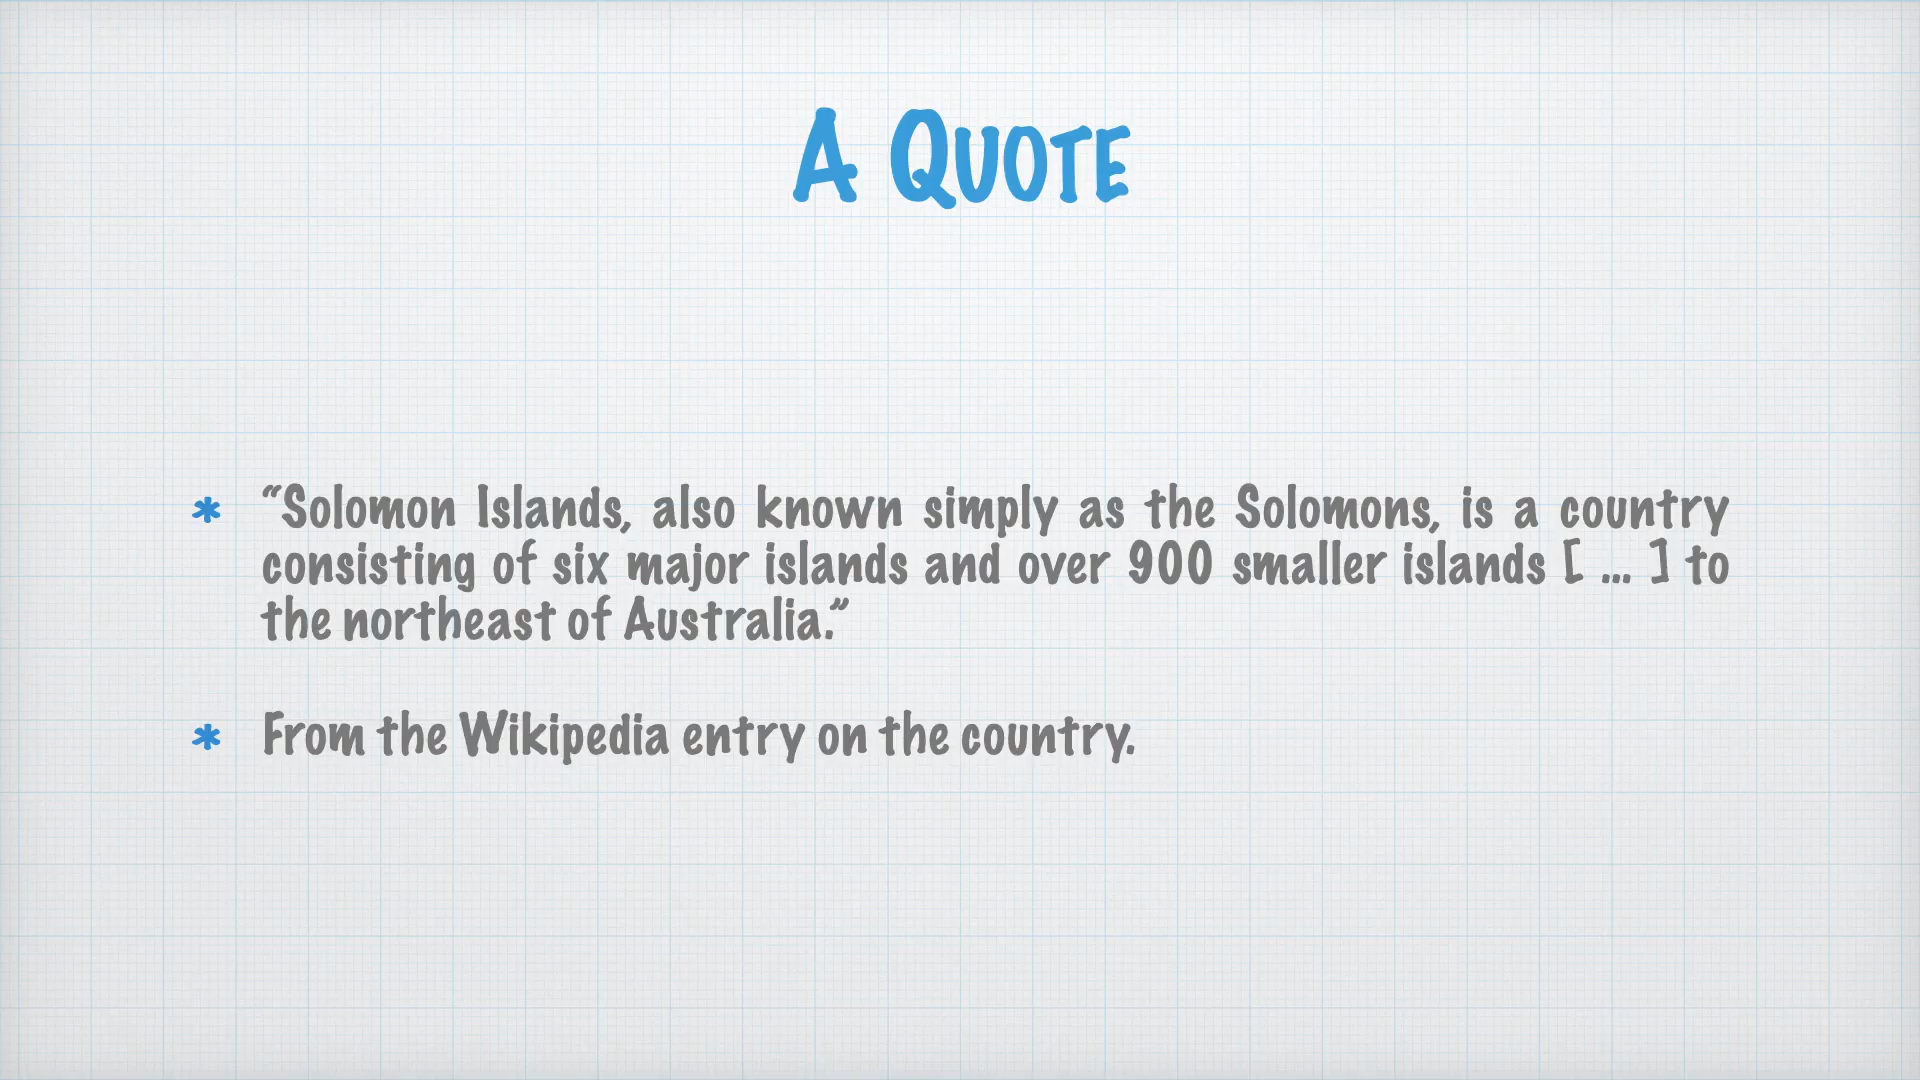 A Quote
* “Solomon Islands, also known simply as the Solomons, is a country
consisting of six major islands and over 900 smaller islands [ … ] to
the northeast of Australia.”
* From the Wikipedia entry on the country.